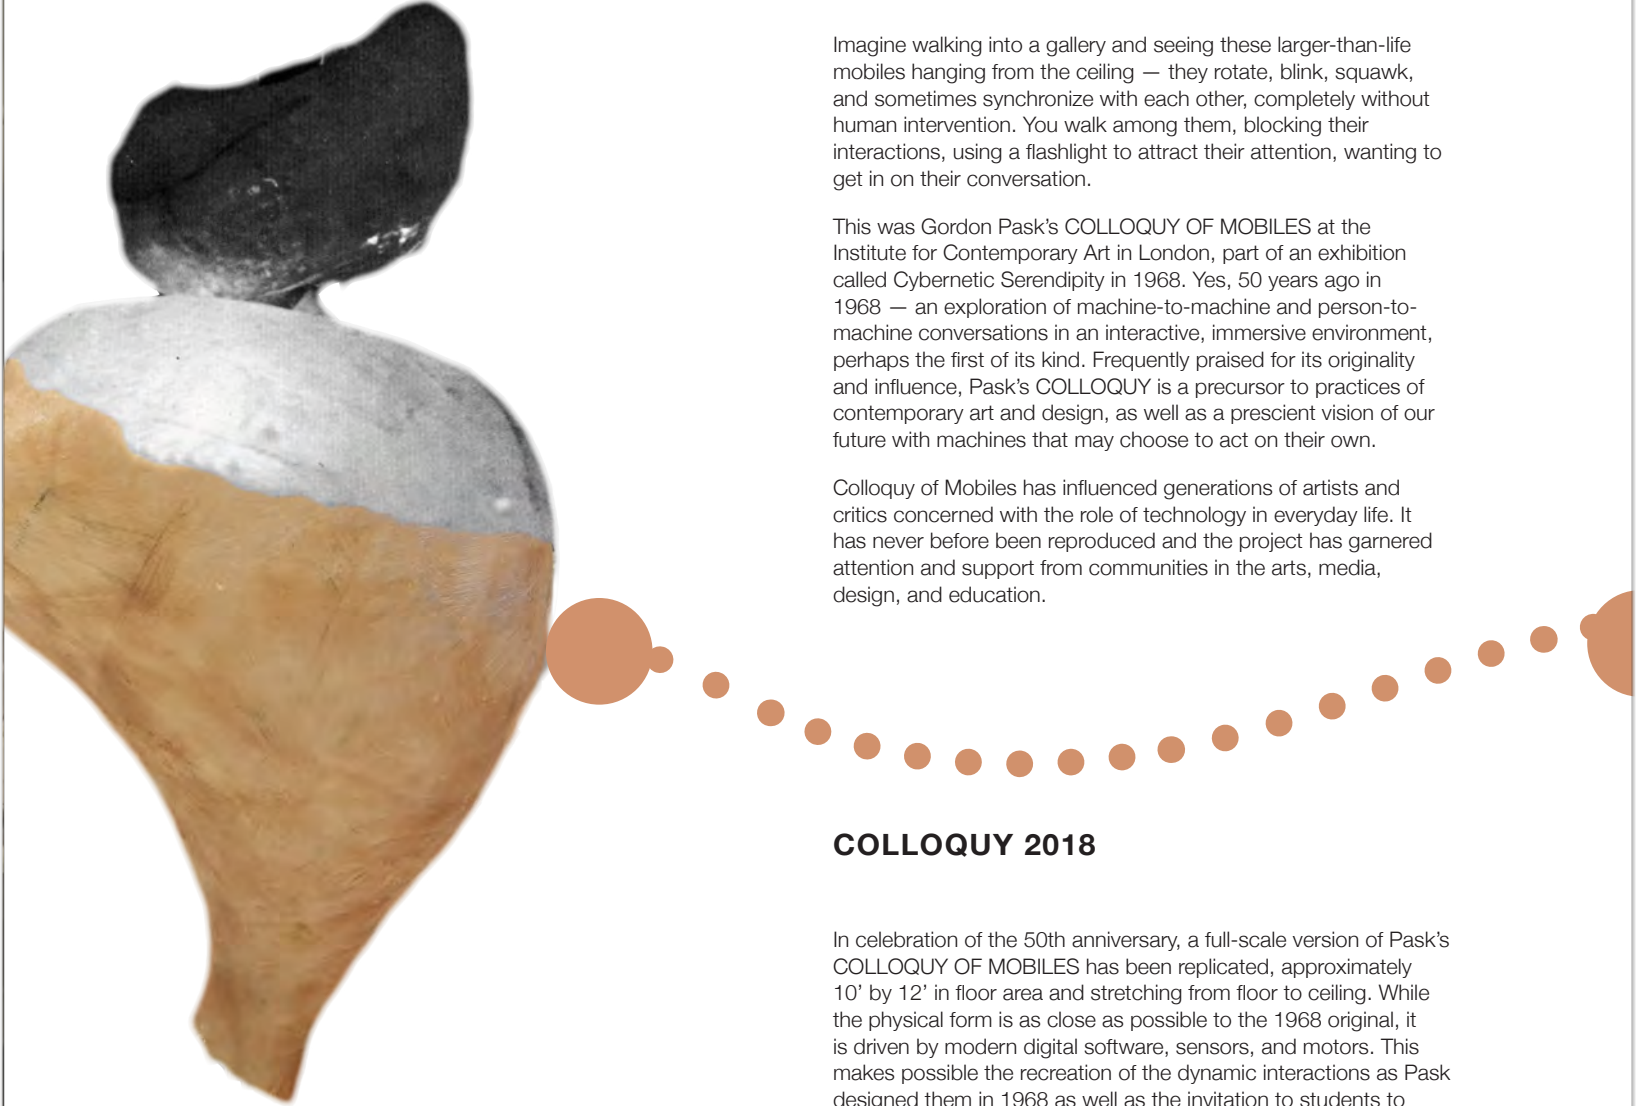 Imagine walking into a gallery and seeing these larger-than-life
mobiles hanging from the ceiling — they rotate, blink, squawk,
and sometimes synchronize with each other, completely without
human intervention. You walk among them, blocking their
interactions, using a flashlight to attract their attention, wanting to
get in on their conversation.
This was Gordon Pask’s COLLOQUY OF MOBILES at the
Institute for Contemporary Art in London, part of an exhibition
called Cybernetic Serendipity in 1968. Yes, 50 years ago in
1968 — an exploration of machine-to-machine and person-to-
machine conversations in an interactive, immersive environment,
perhaps the first of its kind. Frequently praised for its originality
and influence, Pask’s COLLOQUY is a precursor to practices of
contemporary art and design, as well as a prescient vision of our
future with machines that may choose to act on their own.
Colloquy of Mobiles has influenced generations of artists and
critics concerned with the role of technology in everyday life. It
has never before been reproduced and the project has garnered
attention and support from communities in the arts, media,
design, and education.
COLLOQUY 2018
In celebration of the 50th anniversary, a full-scale version of Pask’s
COLLOQUY OF MOBILES has been replicated, approximately
10’ by 12’ in floor area and stretching from floor to ceiling. While
the physical form is as close as possible to the 1968 original, it
is driven by modern digital software, sensors, and motors. This
makes possible the recreation of the dynamic interactions as Pask
designed them in 1968 as well as the invitation to students to